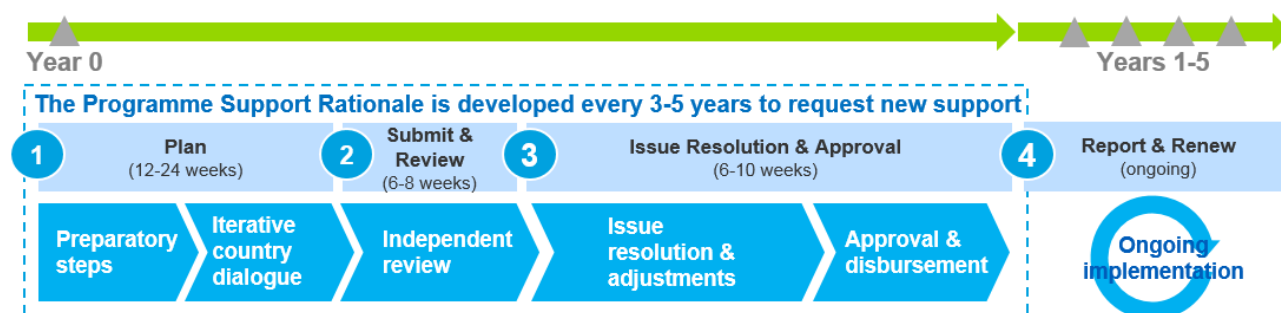 Year 0
Years 1-5
The Programme Support Rationale is developed every 3-5 years to request new support
1
Plan
(12-24 weeks)
2
Submit &
Review
(6-8 weeks)
3
Issue Resolution & Approval
(6-10 weeks)
4
Report & Renew
(ongoing)
Preparatory
steps
Iterative
country
dialogue
Independent
review
Issue
resolution &
adjustments
Approval &
disbursement
Ongoing
implementation